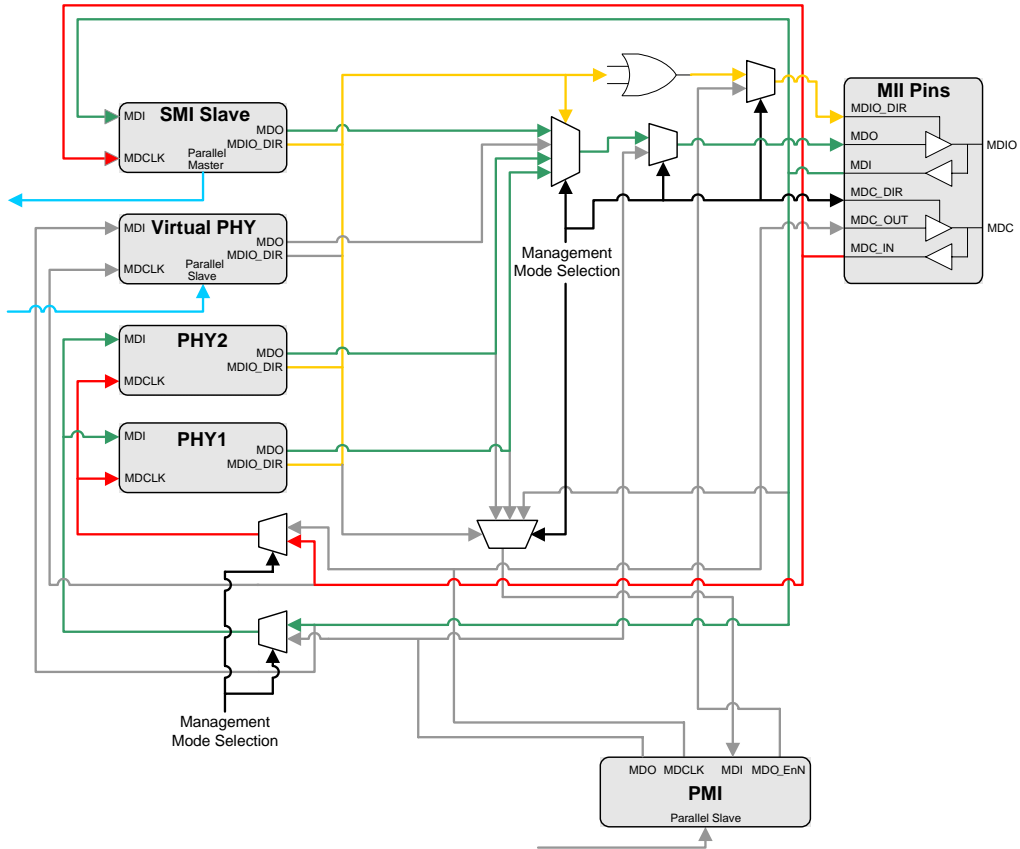 SMI Slave
MDI
MDO
MDIO_DIR
MDCLK
Parallel
Master
MII Pins
MDIO_DIR
MDO
MDIO
MDI
MDC_DIR
MDC_OUT
MDC
MDC_IN
Virtual PHY
MDI
MDO
MDIO_DIR
MDCLK
Parallel
Slave
Management
Mode Selection
PHY2
MDI
MDO
MDIO_DIR
MDCLK
PHY1
MDI
MDO
MDIO_DIR
MDCLK
Management
Mode Selection
MDO MDCLK MDI MDO_EnN
PMI
Parallel Slave